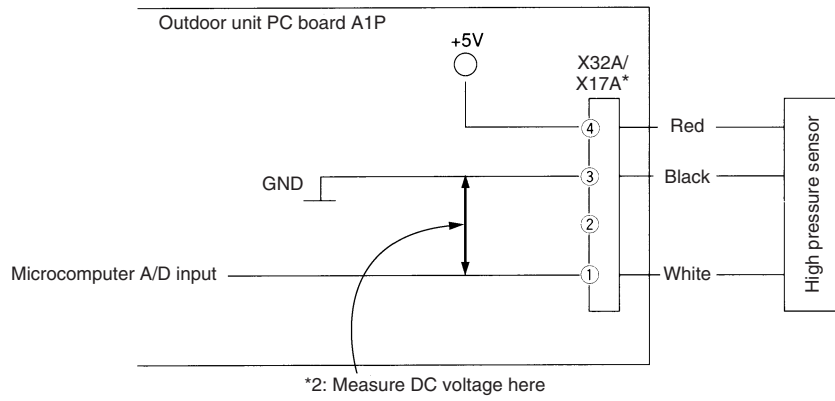 Outdoor unit PC board A1P
+5V
X32A/
X17A*
④
Red
High pressure sensor
GND
③
Black
②
Microcomputer A/D input
①
White
*2: Measure DC voltage here